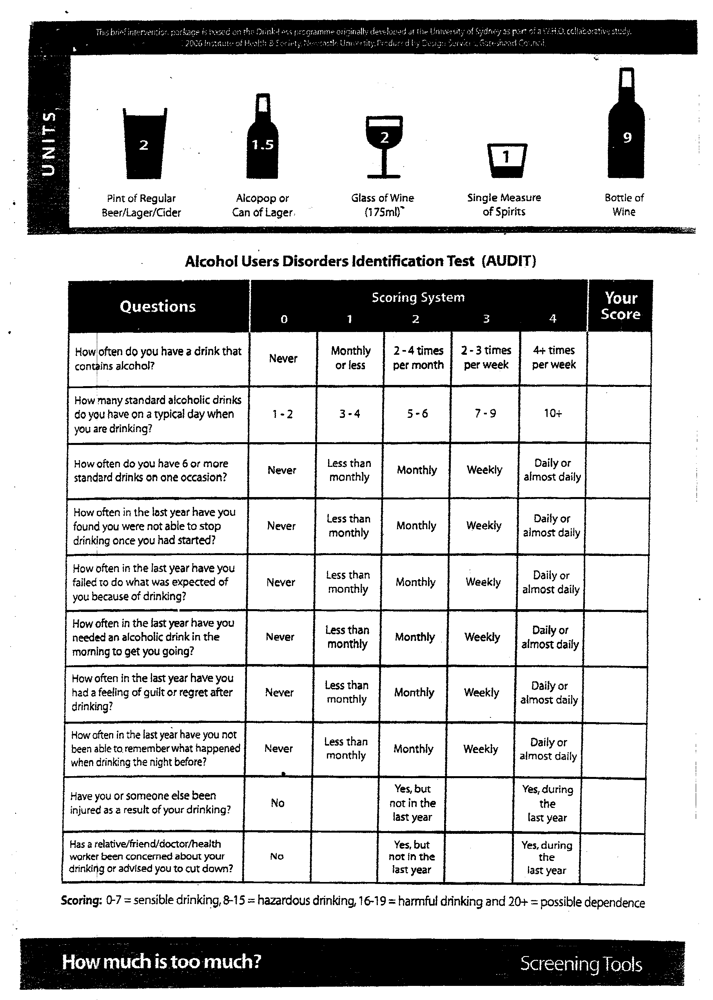 This brief intervention package is based on the Drink-Less programme originally developed at the University of Sydney as part of a W.H.O. collaborative study.
2006 Institute of Health & Society, Newcastle University. Produced by Design Services, Gateshead Council.
UNITS
2
1.5
2
1
9
Pint of Regular
Beer/Lager/Cider
Alcopop or
Can of Lager
Glass of Wine
(175ml)
Single Measure
of Spirits
Bottle of
Wine
Alcohol Users Disorders Identification Test (AUDIT)
Questions
Scoring System
Your
Score
0 1 2 3 4
How often do you have a drink that
contains alcohol?
Never
Monthly
or less
2 - 4 times
per month
2 - 3 times
per week
4+ times
per week
How many standard alcoholic drinks
do you have on a typical day when
you are drinking?
1 - 2
3 - 4
5 - 6
7 - 9
10+
How often do you have 6 or more
standard drinks on one occasion?
Never
Less than
monthly
Monthly
Weekly
Daily or
almost daily
How often in the last year have you
found you were not able to stop
drinking once you had started?
Never
Less than
monthly
Monthly
Weekly
Daily or
almost daily
How often in the last year have you
failed to do what was expected of
you because of drinking?
Never
Less than
monthly
Monthly
Weekly
Daily or
almost daily
How often in the last year have you
needed an alcoholic drink in the
morning to get you going?
Never
Less than
monthly
Monthly
Weekly
Daily or
almost daily
How often in the last year have you
had a feeling of guilt or regret after
drinking?
Never
Less than
monthly
Monthly
Weekly
Daily or
almost daily
How often in the last year have you not
been able to remember what happened
when drinking the night before?
Never
Less than
monthly
Monthly
Weekly
Daily or
almost daily
Have you or someone else been
injured as a result of your drinking?
No
Yes, but
not in the
last year
Yes, during
the
last year
Has a relative/friend/doctor/health
worker been concerned about your
drinking or advised you to cut down?
No
Yes, but
not in the
last year
Yes, during
the
last year
Scoring: 0-7 = sensible drinking, 8-15 = hazardous drinking, 16-19 = harmful drinking and 20+ = possible dependence
How much is too much?
Screening Tools